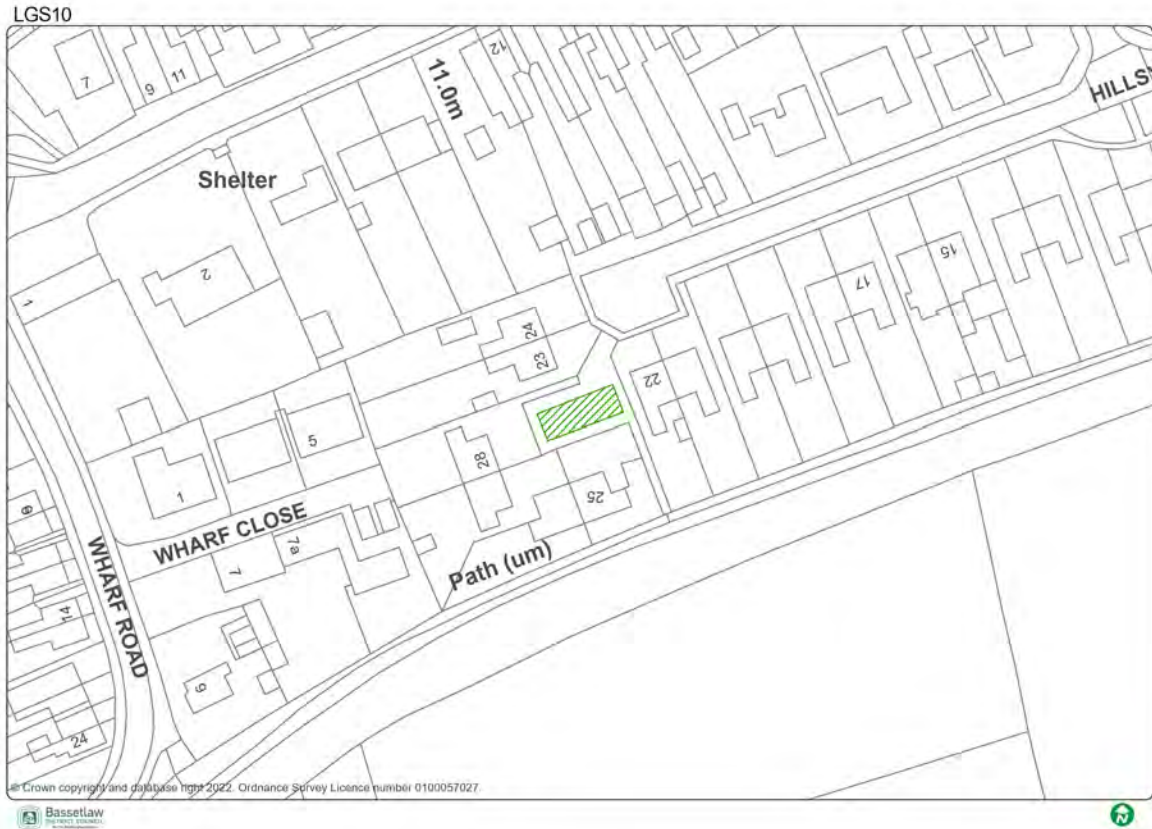 LGS10
7
9
11
12
11.0m
HILLS
Shelter
2
1
24
23
22
17
15
5
28
25
1
WHARF CLOSE
7a
7
Path (um)
WHARF ROAD
14
24
© Crown copyright and database right 2022. Ordnance Survey Licence number 0100057027.
Bassetlaw
DISTRICT COUNCIL
N